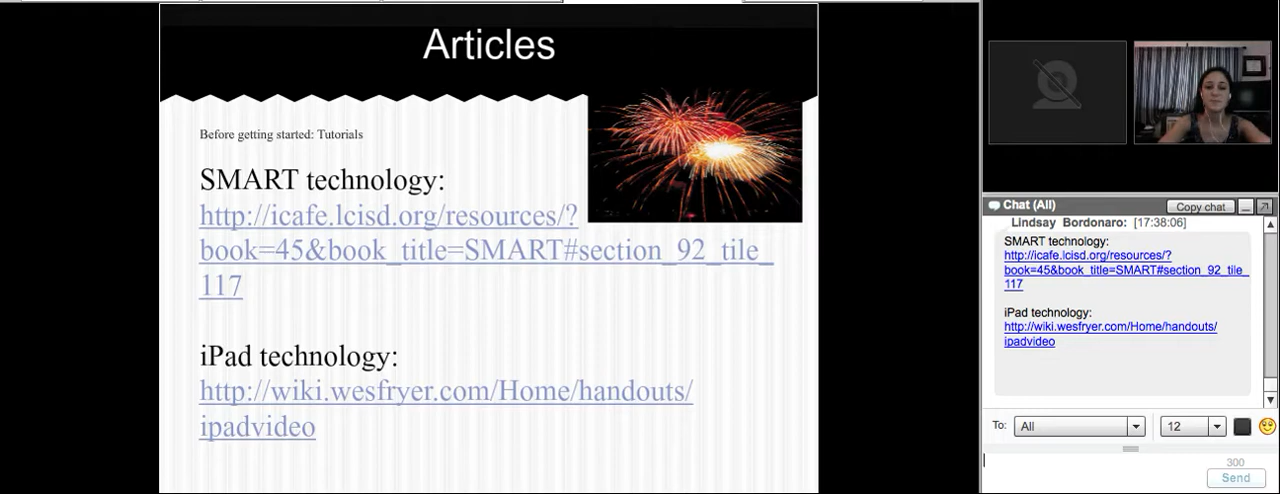 Articles
Before getting started: Tutorials
SMART technology:
http://icafe.lcisd.org/resources/?
book=45&book_title=SMART#section_92_tile_
117
iPad technology:
http://wiki.wesfryer.com/Home/handouts/
ipadvideo
Chat (All)
Copy chat
Lindsay Bordonaro: [17:38:06]
SMART technology:
http://icafe.lcisd.org/resources/?
book=45&book_title=SMART#section_92_tile_
117
iPad technology:
http://wiki.wesfryer.com/Home/handouts/
ipadvideo
To: All 12
300
Send